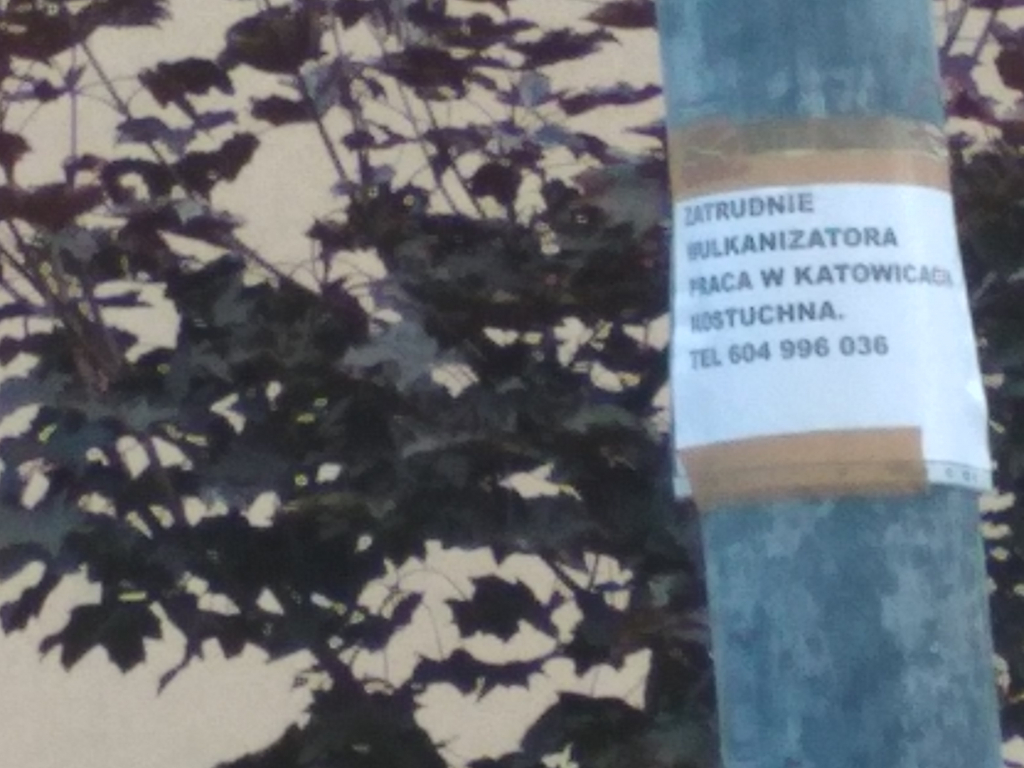 ZATRUDNIE
WULKANIZATORA
PRACA W KATOWICACH
KOSTUCHNA.
TEL 604 996 036